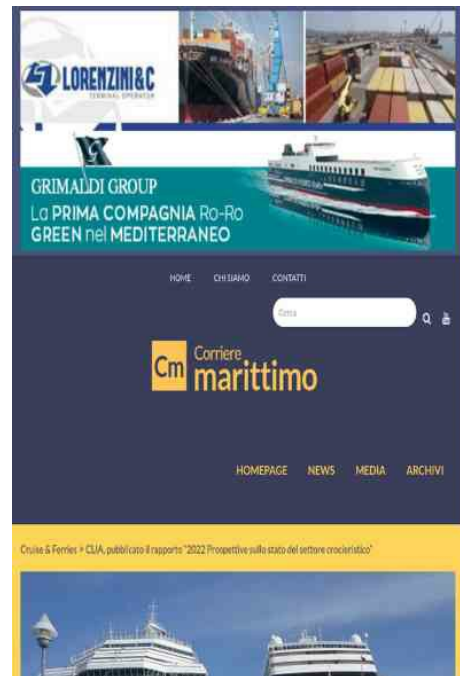 LORENZINI&C
TERMINAL OPERATOR
GRIMALDI GROUP
La PRIMA COMPAGNIA Ro-Ro
GREEN nel MEDITERRANEO
HOME CHI SIAMO CONTATTI
Cerca
Cm Corriere
marittimo
HOMEPAGE NEWS MEDIA ARCHIVI
Cruise & Ferries > CLIA, pubblicato il rapporto "2022 Prospettive sullo stato del settore crocieristico"